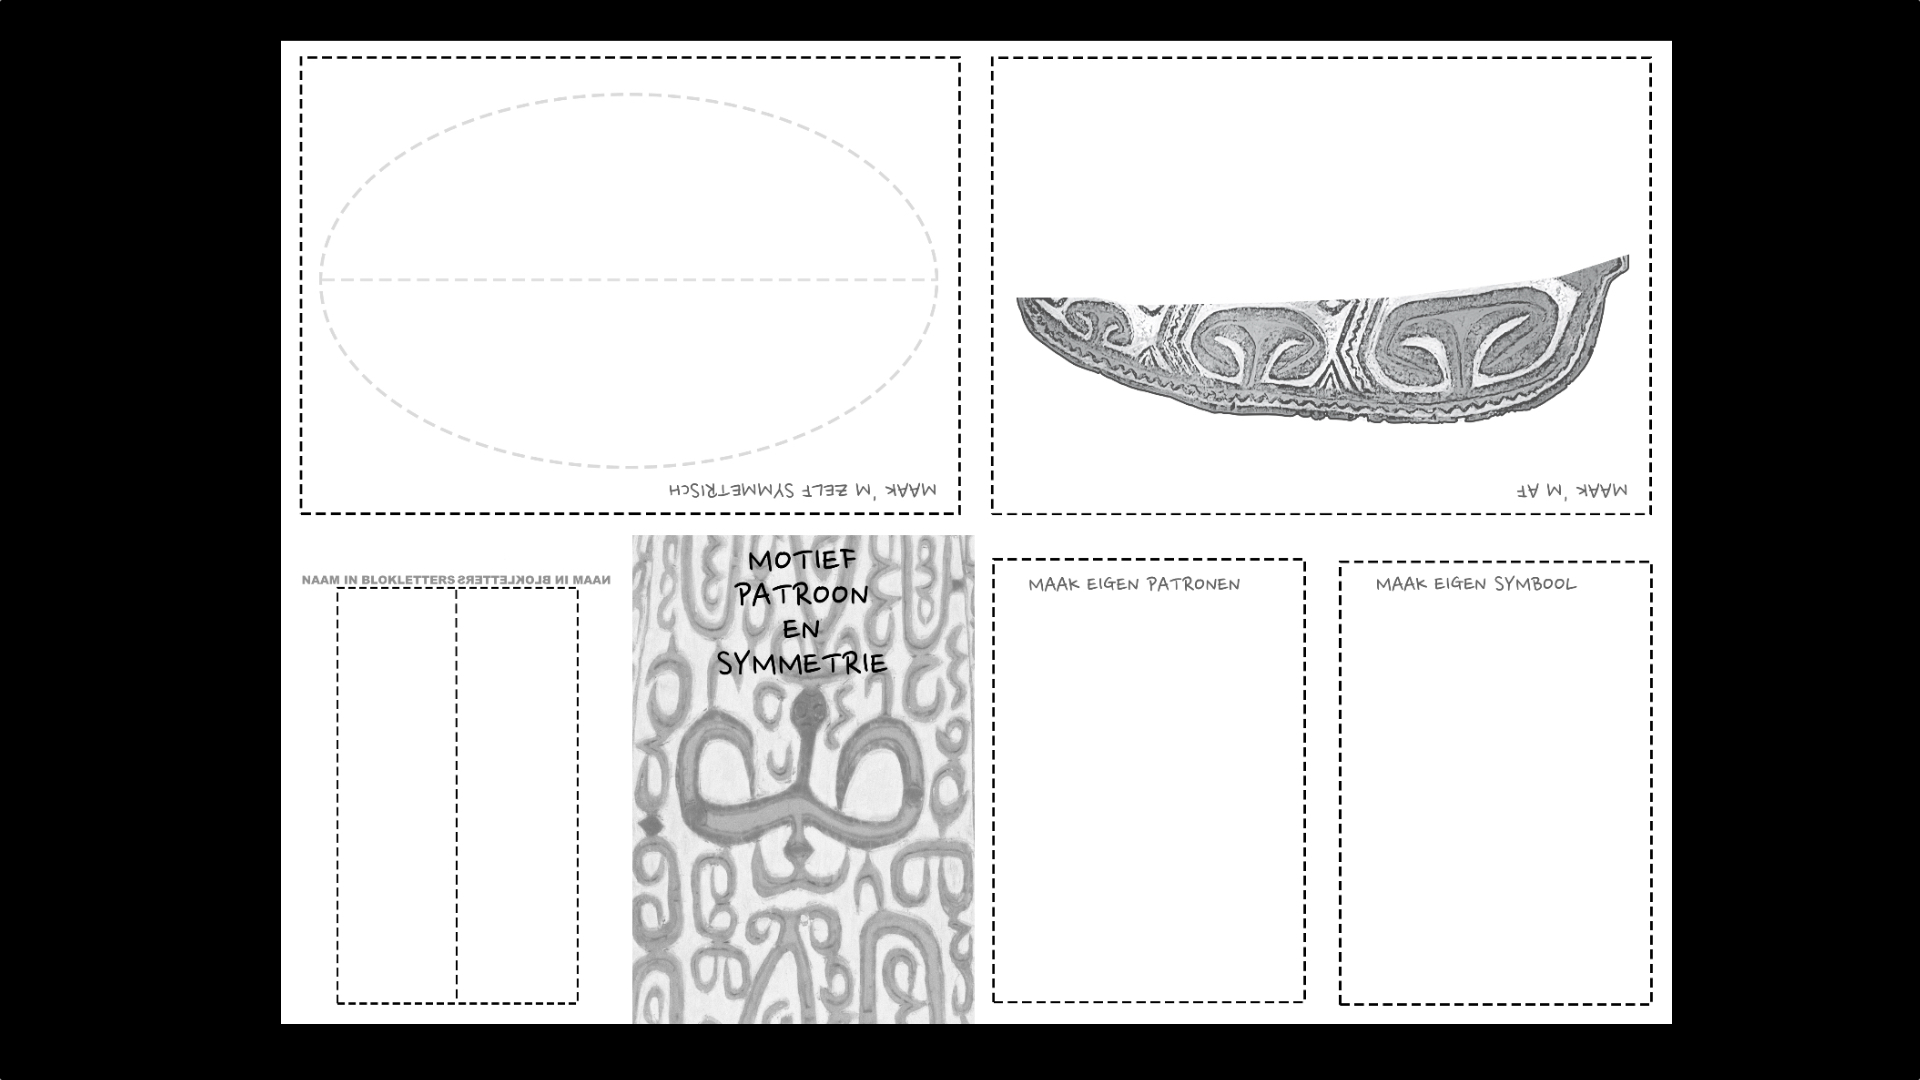 MAAK 'M ZELF SYMMETRISCH
MAAK 'M AF
NAAM IN BLOKLETTERS NAAM IN BLOKLETTERS
MOTIEF
PATROON
EN
SYMMETRIE
MAAK EIGEN PATRONEN
MAAK EIGEN SYMBOOL